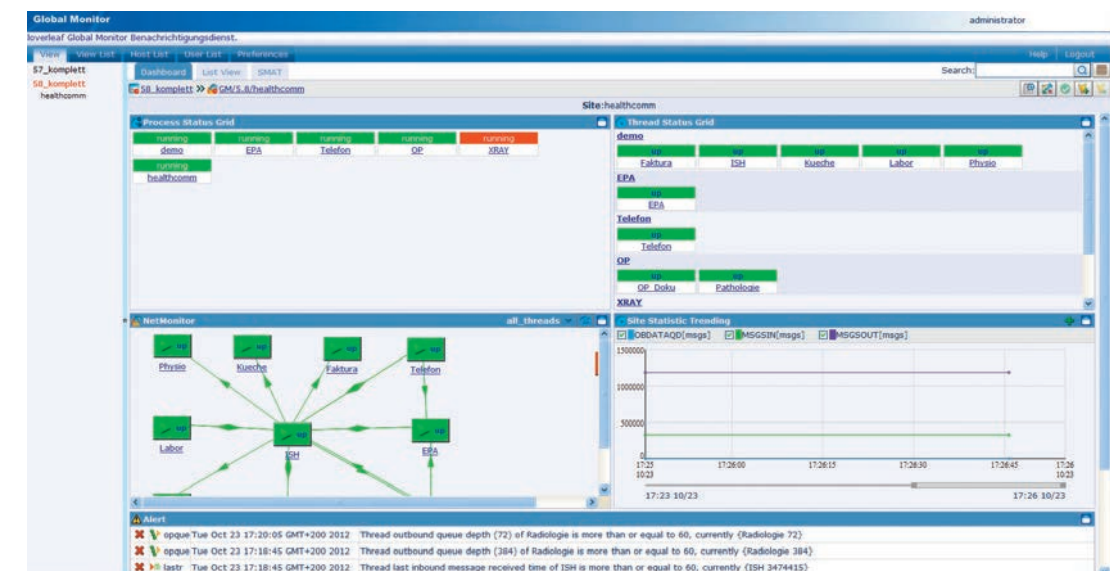 Global Monitor
administrator
loverleaf Global Monitor Benachrichtigungsdienst.
View View List Host List User List Preferences Help Logout
57_komplett
58_komplett
healthcomm
Dashboard List View SMAT Search:
58_komplett >> GM/5.8/healthcomm
Site:healthcomm
Process Status Grid
running running running running running
demo EPA Telefon OP XRAY
running
healthcomm
Thread Status Grid
demo
up up up up up
Faktura ISH Kueche Labor Physio
EPA
up
EPA
Telefon
up
Telefon
OP
up up
OP_Doku Pathologie
XRAY
NetMonitor all_threads
up up up up
Physio Kueche Faktura Telefon
up up up
Labor ISH EPA
Site Statistic Trending
OBDATAQD[msgs] MSGSIN[msgs] MSGSOUT[msgs]
1500000
1000000
500000
0
17:25 17:26:00 17:26:15 17:26:30 17:26:45 17:26
10/23 10/23
17:23 10/23 17:26 10/23
Alert
opque Tue Oct 23 17:20:05 GMT+200 2012 Thread outbound queue depth (72) of Radiologie is more than or equal to 60, currently {Radiologie 72}
opque Tue Oct 23 17:18:45 GMT+200 2012 Thread outbound queue depth (384) of Radiologie is more than or equal to 60, currently {Radiologie 384}
lastr Tue Oct 23 17:18:45 GMT+200 2012 Thread last inbound message received time of ISH is more than or equal to 60, currently {ISH 3474415}